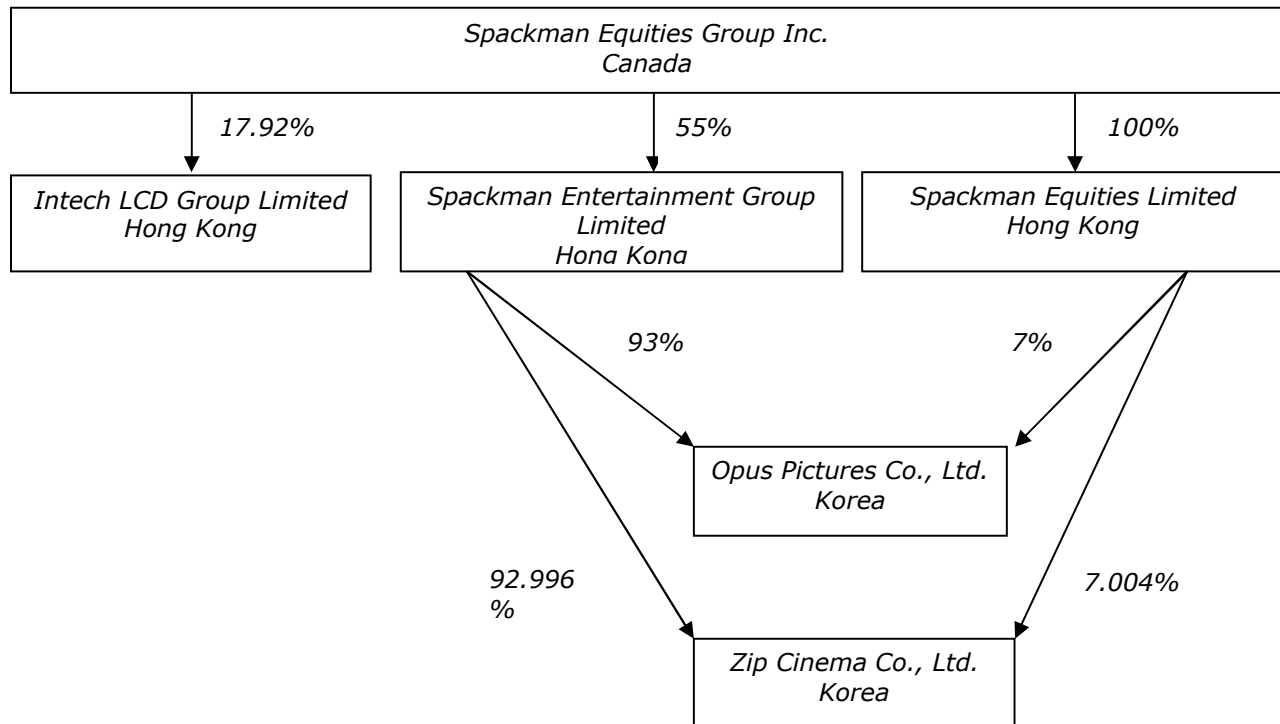 Spackman Equities Group Inc.
Canada
17.92%
55%
100%
Intech LCD Group Limited
Hong Kong
Spackman Entertainment Group
Limited
Hong Kong
Spackman Equities Limited
Hong Kong
93%
7%
Opus Pictures Co., Ltd.
Korea
92.996
%
7.004%
Zip Cinema Co., Ltd.
Korea